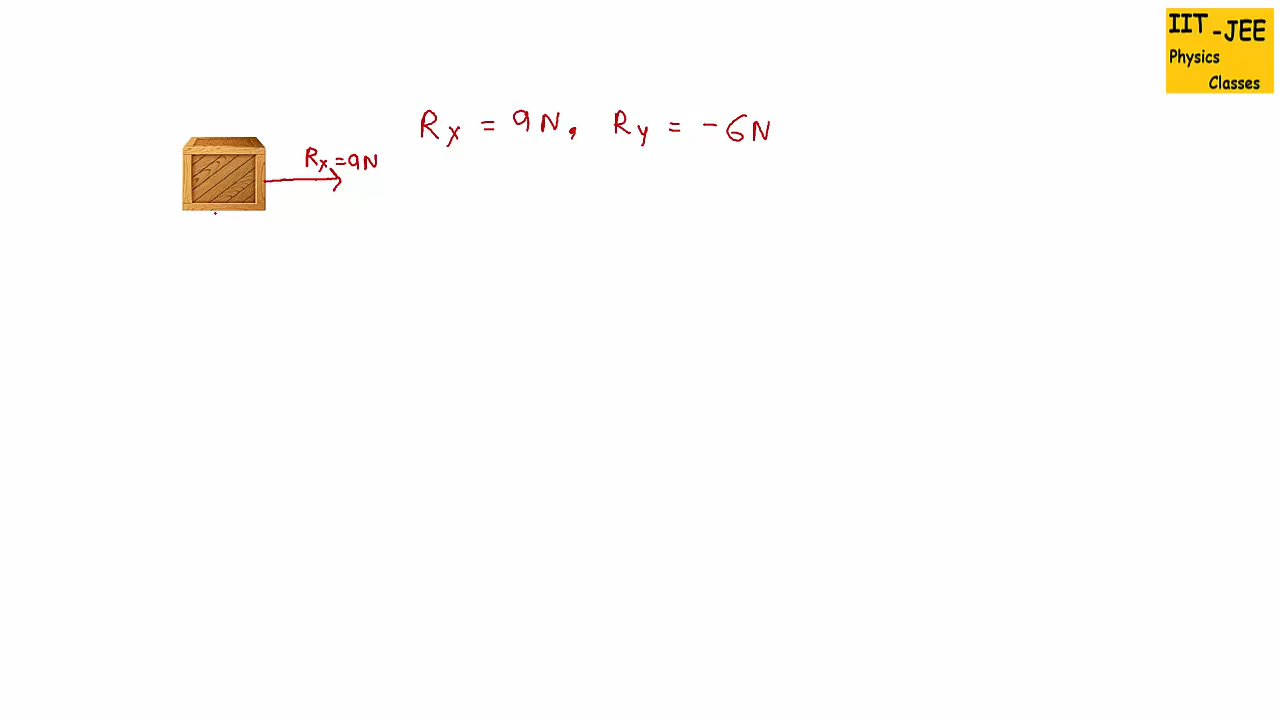 IIT-JEE
Physics
Classes
Rx = 9N, Ry = -6N
Rx=9N